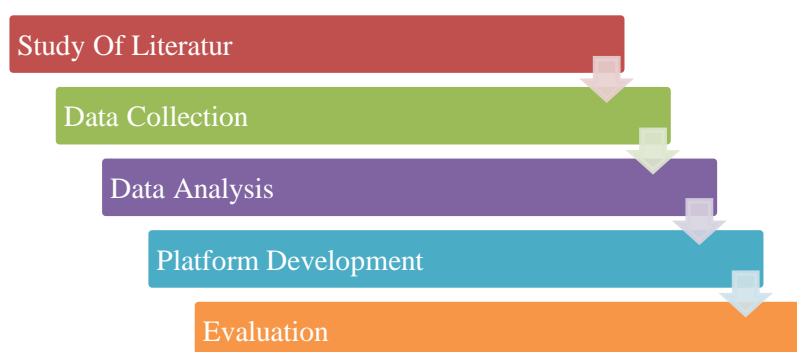 Study Of Literatur
Data Collection
Data Analysis
Platform Development
Evaluation